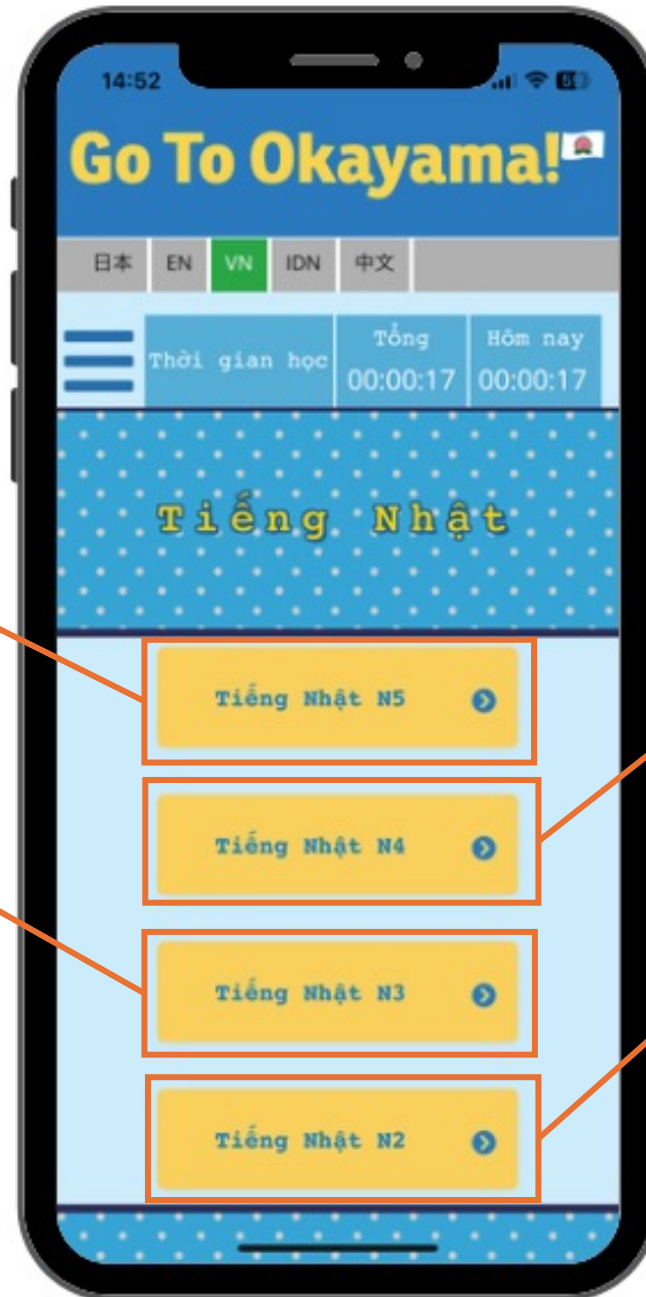 14:52
Go To Okayama!
日本 EN VN IDN 中文
Thời gian học
Tổng
00:00:17
Hôm nay
00:00:17
Tiếng Nhật
Tiếng Nhật N5
Tiếng Nhật N4
Tiếng Nhật N3
Tiếng Nhật N2